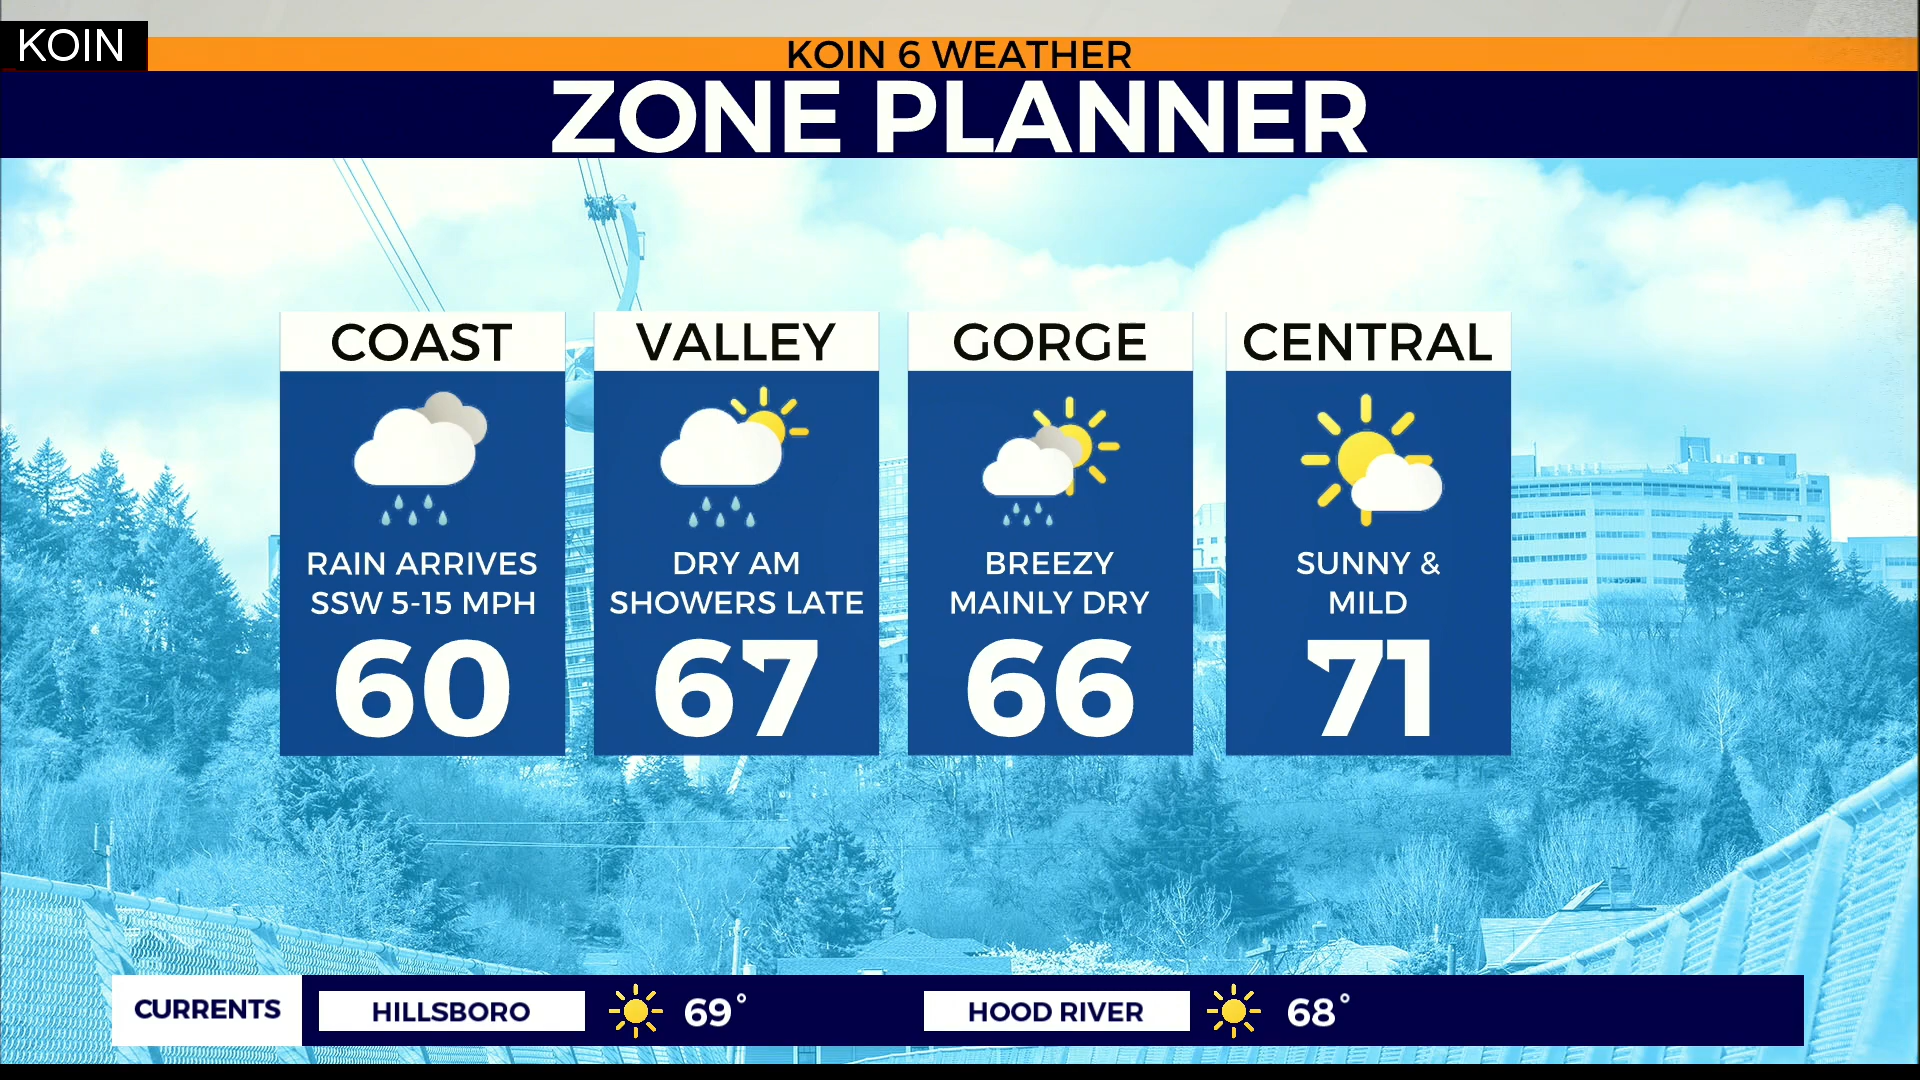 KOIN
KOIN 6 WEATHER
ZONE PLANNER
COAST
RAIN ARRIVES
SSW 5-15 MPH
60
VALLEY
DRY AM
SHOWERS LATE
67
GORGE
BREEZY
MAINLY DRY
66
CENTRAL
SUNNY &
MILD
71
CURRENTS
HILLSBORO
69°
HOOD RIVER
68°